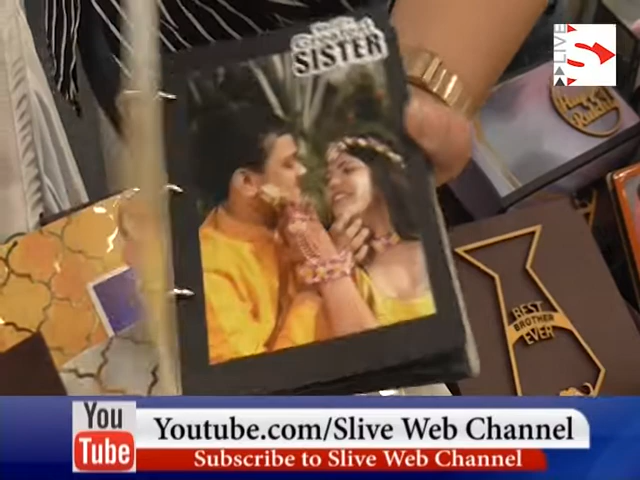 SISTER
LIVE
BEST
BROTHER
EVER
You
Tube
Youtube.com/Slive Web Channel
Subscribe to Slive Web Channel